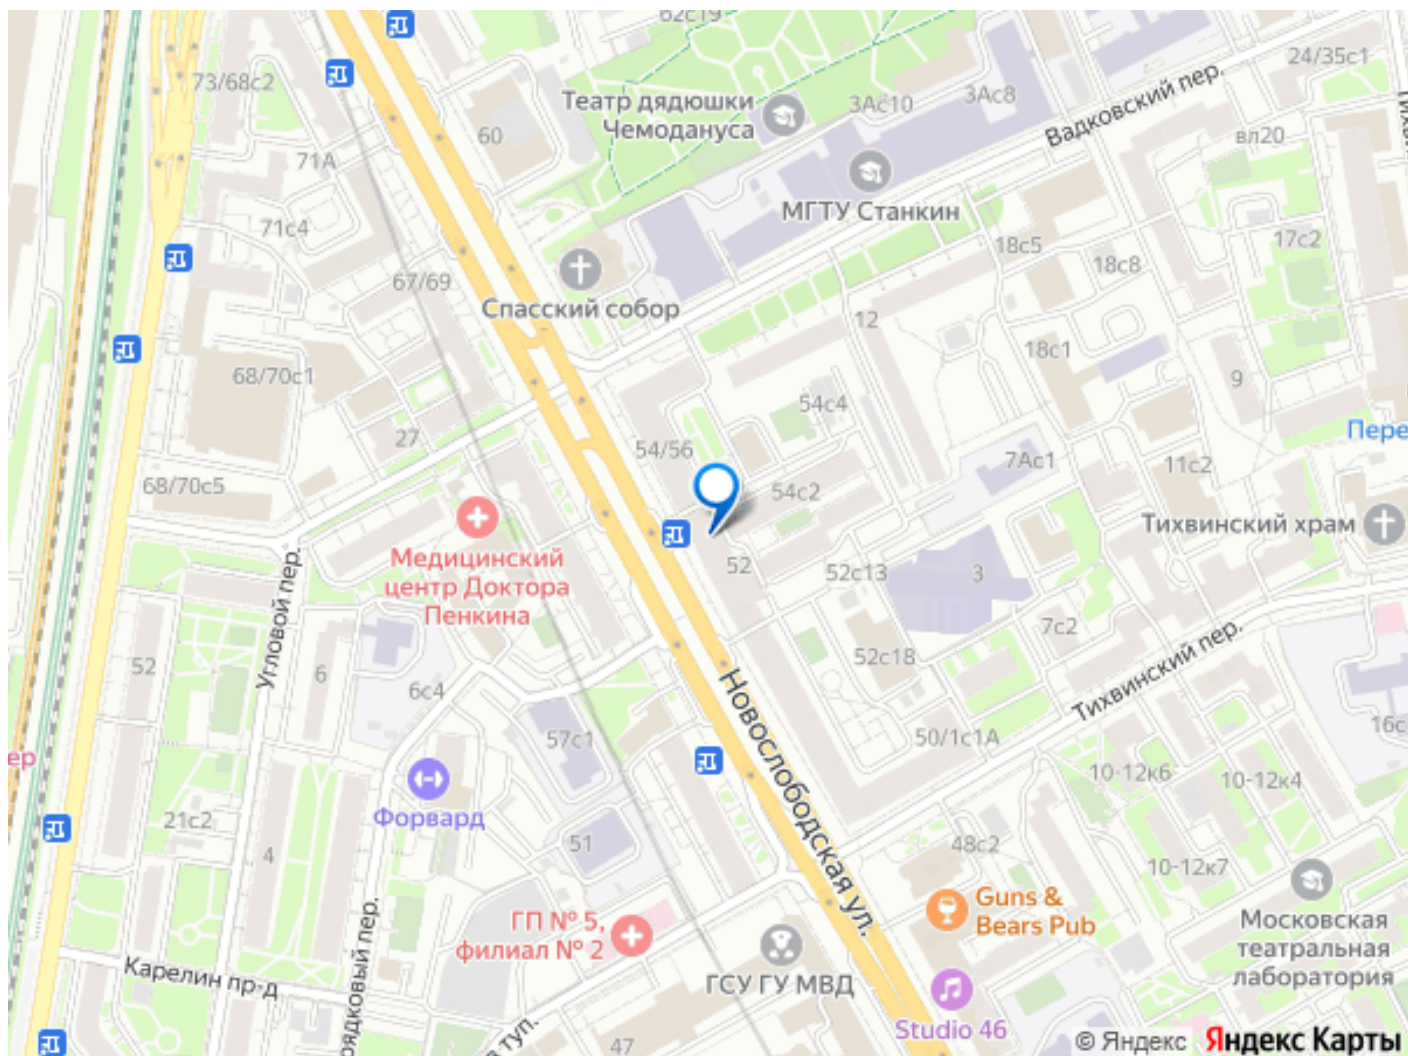 62с19
24/35с1
73/68с2
Театр дядюшки
Чемодануса
3Ас10
3Ас8
Вадковский пер.
60
вл20
71А
МГТУ Станкин
71с4
18с5
17с2
18с8
67/69
Спасский собор
12
18с1
68/70с1
9
54с4
27
54/56
Пере
7Ас1
11с2
68/70с5
54с2
Тихвинский храм
Медицинский
центр Доктора
Пенкина
52
52с13
3
Угловой пер.
7с2
52
6
6с4
52с18
Тихвинский пер.
Новослободская ул.
16с
57с1
50/1с1А
ер
10-12к6
10-12к4
Форвард
21с2
4
51
48с2
10-12к7
Guns &
Bears Pub
ГП № 5,
филиал № 2
Московская
театральная
лаборатория
Карелин пр-д
рядковый пер.
ГСУ ГУ МВД
Studio 46
туп.
47
© Яндекс Яндекс Карты